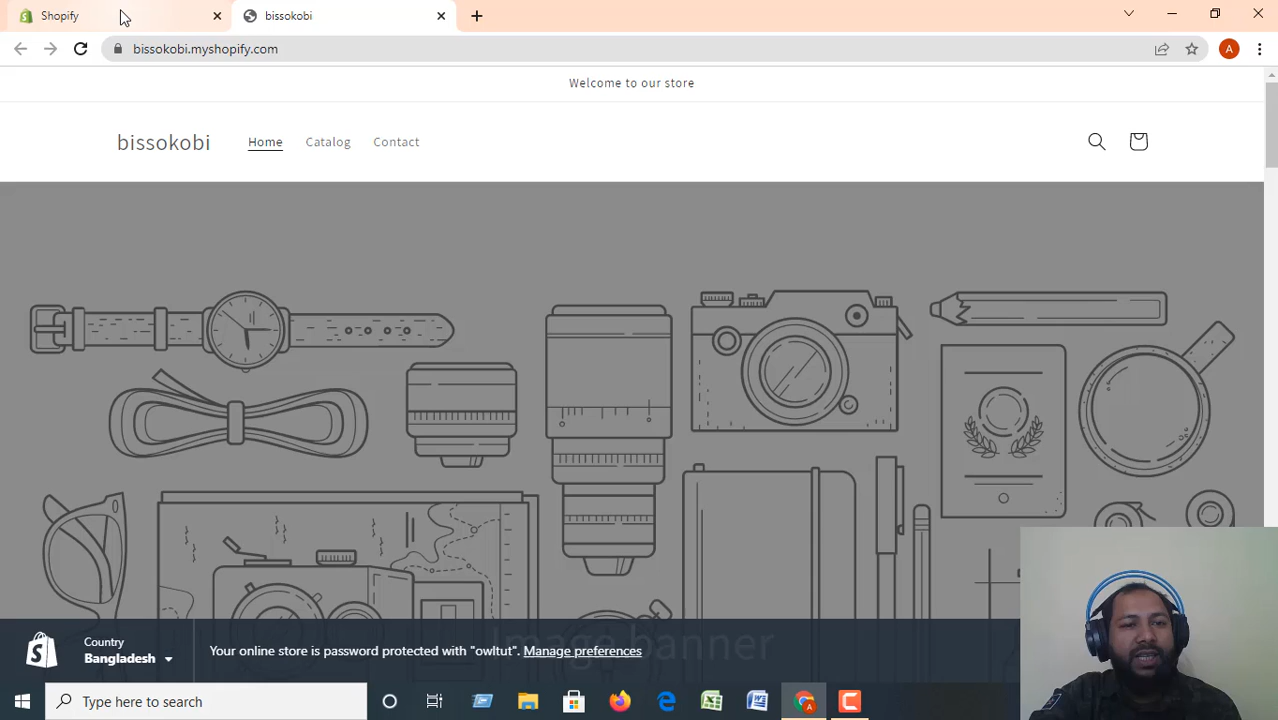 Shopify
bissokobi
bissokobi.myshopify.com
A
Welcome to our store
bissokobi
Home
Catalog
Contact
Image banner
Country
Bangladesh
Your online store is password protected with "owltut". Manage preferences
Type here to search